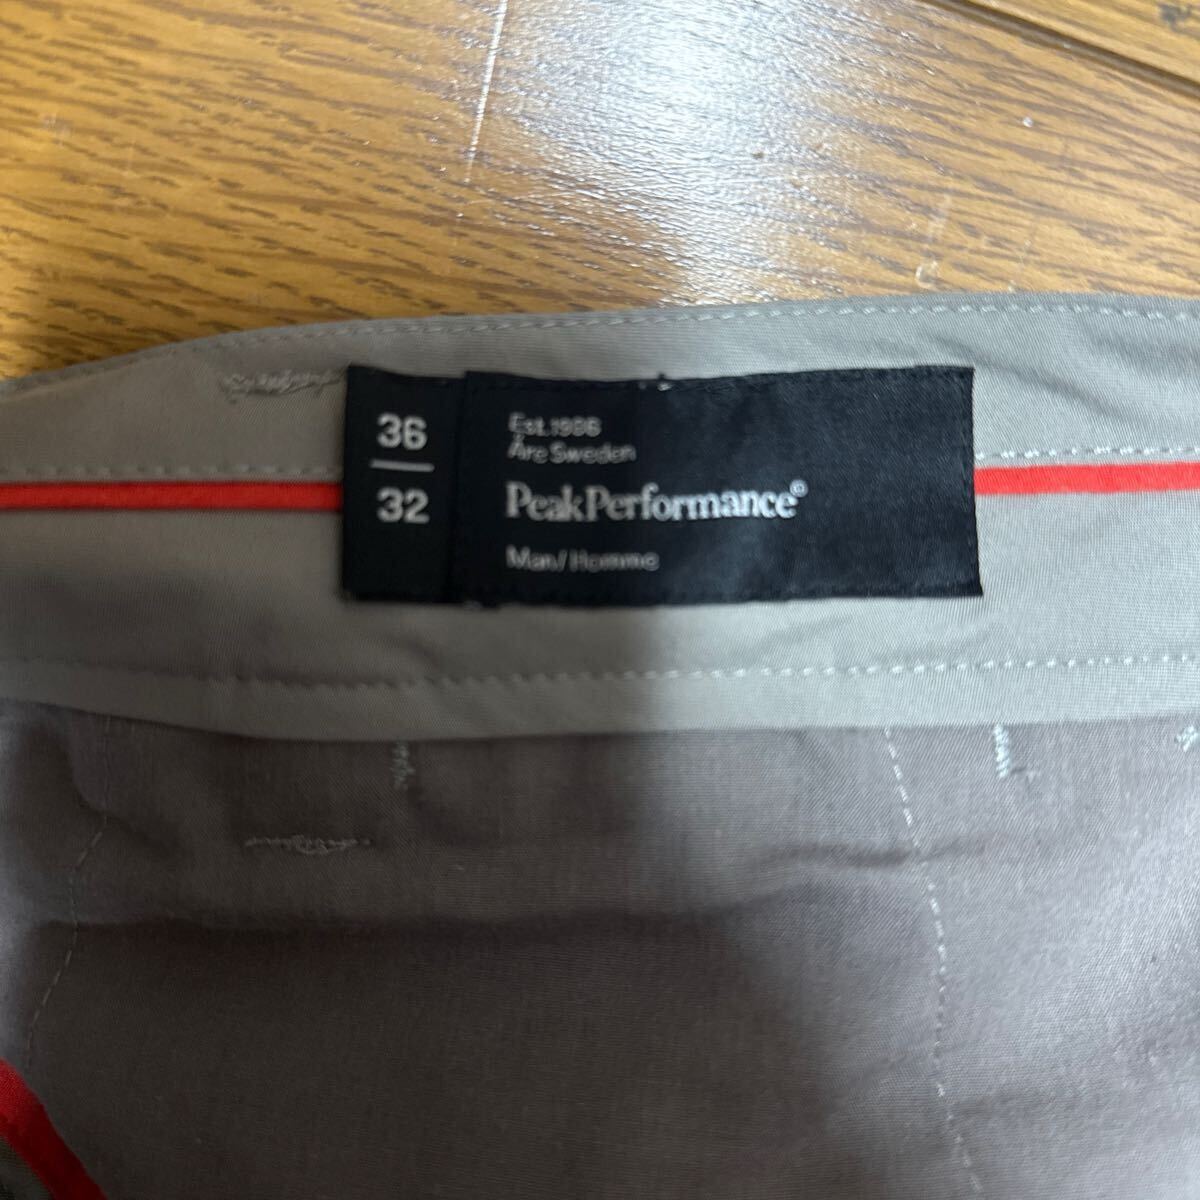 36
32
Est. 1986
Åre Sweden
PeakPerformance©
Man/Homme